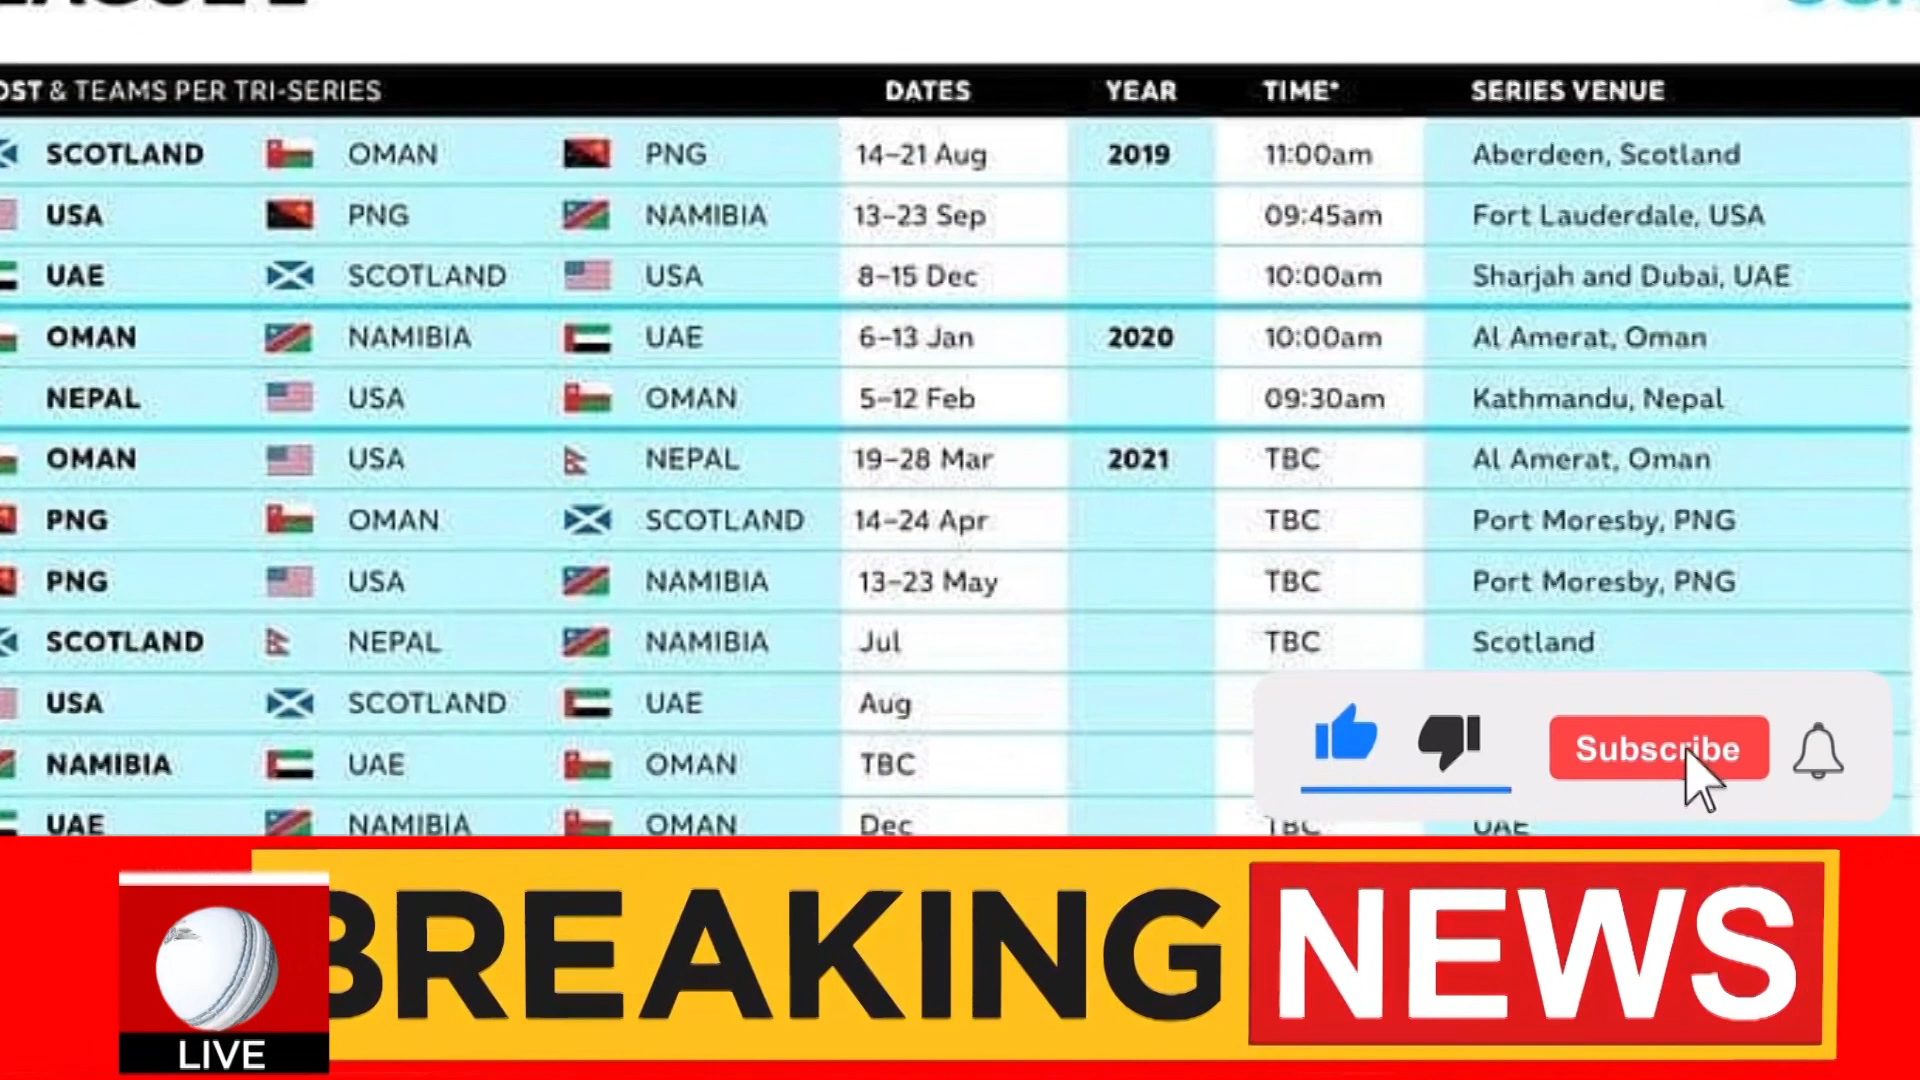 OST & TEAMS PER TRI-SERIES DATES YEAR TIME* SERIES VENUE
SCOTLAND OMAN PNG 14–21 Aug 2019 11:00am Aberdeen, Scotland
USA PNG NAMIBIA 13–23 Sep 09:45am Fort Lauderdale, USA
UAE SCOTLAND USA 8–15 Dec 10:00am Sharjah and Dubai, UAE
OMAN NAMIBIA UAE 6–13 Jan 2020 10:00am Al Amerat, Oman
NEPAL USA OMAN 5–12 Feb 09:30am Kathmandu, Nepal
OMAN USA NEPAL 19–28 Mar 2021 TBC Al Amerat, Oman
PNG OMAN SCOTLAND 14–24 Apr TBC Port Moresby, PNG
PNG USA NAMIBIA 13–23 May TBC Port Moresby, PNG
SCOTLAND NEPAL NAMIBIA Jul TBC Scotland
USA SCOTLAND UAE Aug
NAMIBIA UAE OMAN TBC
Subscribe
UAE NAMIBIA OMAN Dec TBC UAE
BREAKING NEWS
LIVE